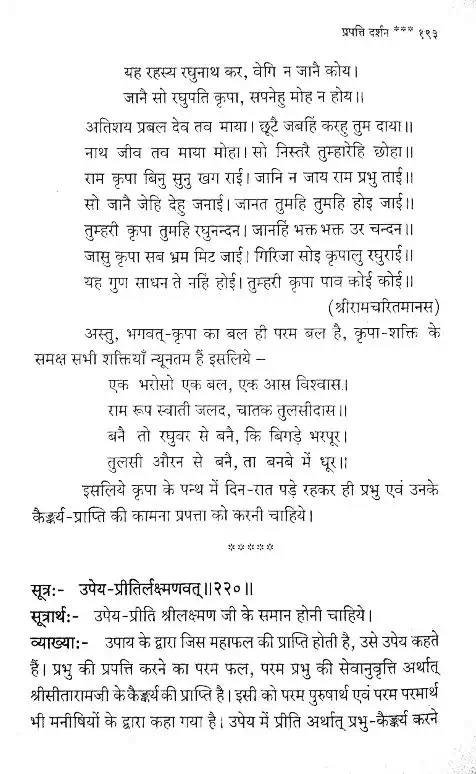 प्रपत्ति दर्शन *** १९३
यह रहस्य रघुनाथ कर, वेगि न जानै कोय।
जानै सो रघुपति कृपा, सपनेहु मोह न होय॥
अतिशय प्रबल देव तव माया। छूटै जबहिं करहु तुम दाया॥
नाथ जीव तव माया मोहा। सो निस्तरै तुम्हारेहि छोहा॥
राम कृपा बिनु सुनु खग राई। जानि न जाय राम प्रभु ताई॥
सो जानै जेहि देहु जनाई। जानत तुमहि तुमहि होइ जाई॥
तुम्हरी कृपा तुमहि रघुनन्दन। जानहिं भक्त भक्त उर चन्दन॥
जासु कृपा सब भ्रम मिट जाई। गिरिजा सोइ कृपालु रघुराई॥
यह गुण साधन ते नहिं होई। तुम्हरी कृपा पाव कोई कोई॥
(श्रीरामचरितमानस)
अस्तु, भगवत्-कृपा का बल ही परम बल है, कृपा-शक्ति के
समक्ष सभी शक्तियाँ न्यूनतम हैं इसलिये –
एक भरोसो एक बल, एक आस विश्वास।
राम रूप स्वाती जलद, चातक तुलसीदास॥
बनै तो रघुवर से बनै, कि बिगड़े भरपूर।
तुलसी औरन से बनै, ता बनबे में धूर॥
इसलिये कृपा के पन्थ में दिन-रात पड़े रहकर ही प्रभु एवं उनके
कैङ्कर्य-प्राप्ति की कामना प्रपत्ता को करनी चाहिये।
*****
सूत्रः- उपेय-प्रीतिर्लक्ष्मणवत्॥२२०॥
सूत्रार्थः- उपेय-प्रीति श्रीलक्ष्मण जी के समान होनी चाहिये।
व्याख्याः- उपाय के द्वारा जिस महाफल की प्राप्ति होती है, उसे उपेय कहते
हैं। प्रभु की प्रपत्ति करने का परम फल, परम प्रभु की सेवानुवृत्ति अर्थात्
श्रीसीतारामजी के कैङ्कर्य की प्राप्ति है। इसी को परम पुरुषार्थ एवं परम परमार्थ
भी मनीषियों के द्वारा कहा गया है। उपेय में प्रीति अर्थात् प्रभु-कैङ्कर्य करने